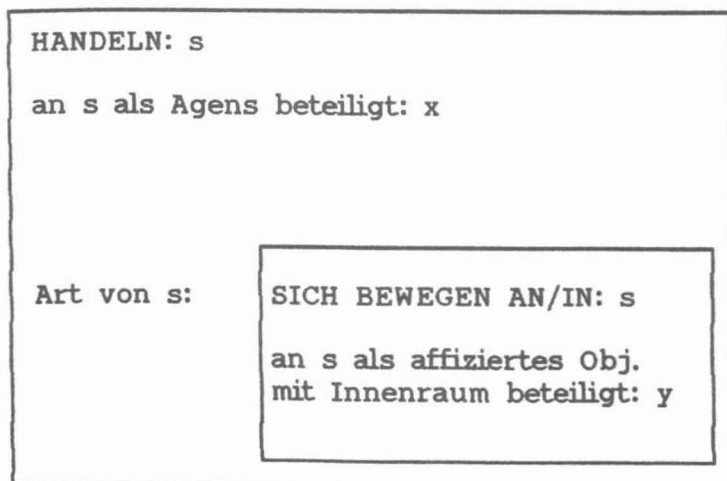 HANDELN: s
an s als Agens beteiligt: x
Art von s:
SICH BEWEGEN AN/IN: s
an s als affiziertes Obj.
mit Innenraum beteiligt: y